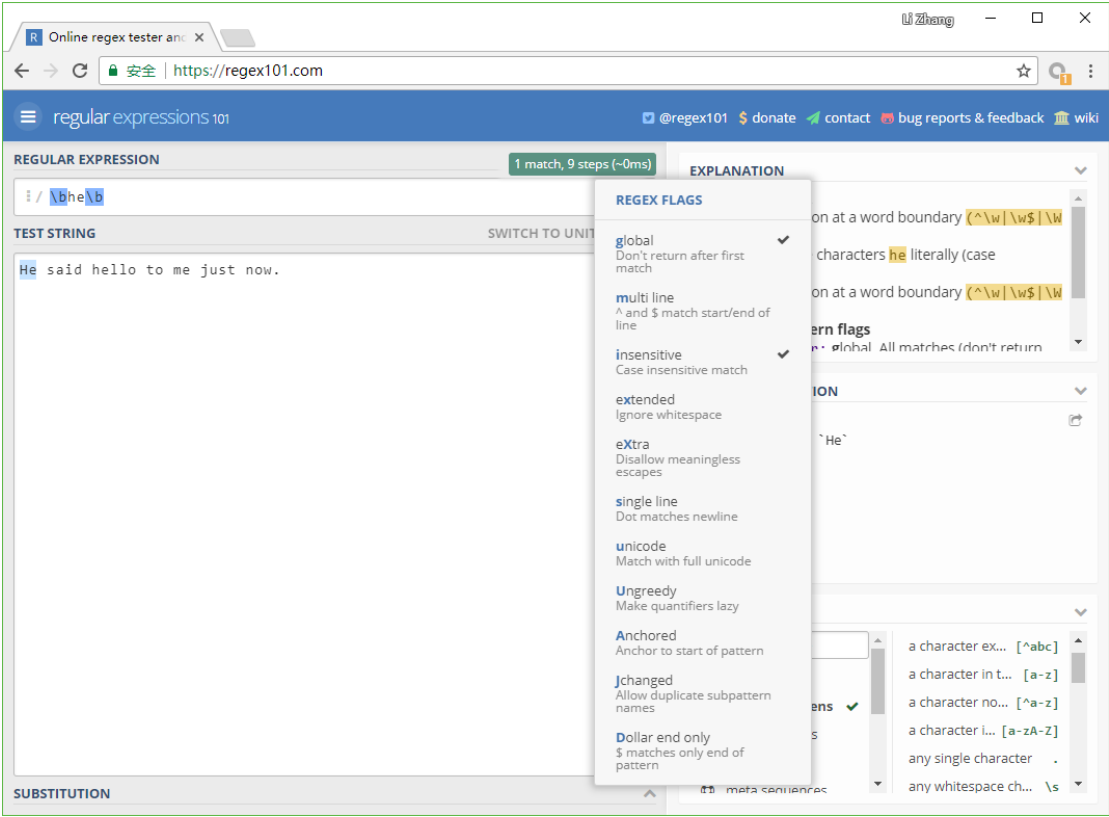 Li Zhang
Online regex tester and
安全 | https://regex101.com
regular expressions 101
@regex101 $ donate contact bug reports & feedback wiki
REGULAR EXPRESSION
1 match, 9 steps (~0ms)
/ \bhe\b
TEST STRING
SWITCH TO UNIT
He said hello to me just now.
SUBSTITUTION
REGEX FLAGS
global
Don't return after first
match
multi line
^ and $ match start/end of
line
insensitive
Case insensitive match
extended
Ignore whitespace
eXtra
Disallow meaningless
escapes
single line
Dot matches newline
unicode
Match with full unicode
Ungreedy
Make quantifiers lazy
Anchored
Anchor to start of pattern
Jchanged
Allow duplicate subpattern
names
Dollar end only
$ matches only end of
pattern
EXPLANATION
on at a word boundary (^\w|\w$|\W
characters he literally (case
on at a word boundary (^\w|\w$|\W
ern flags
global. All matches (don't return
ION
`He`
ens
s
meta sequences
a character ex... [^abc]
a character in t... [a-z]
a character no... [^a-z]
a character i... [a-zA-Z]
any single character .
any whitespace ch... \s